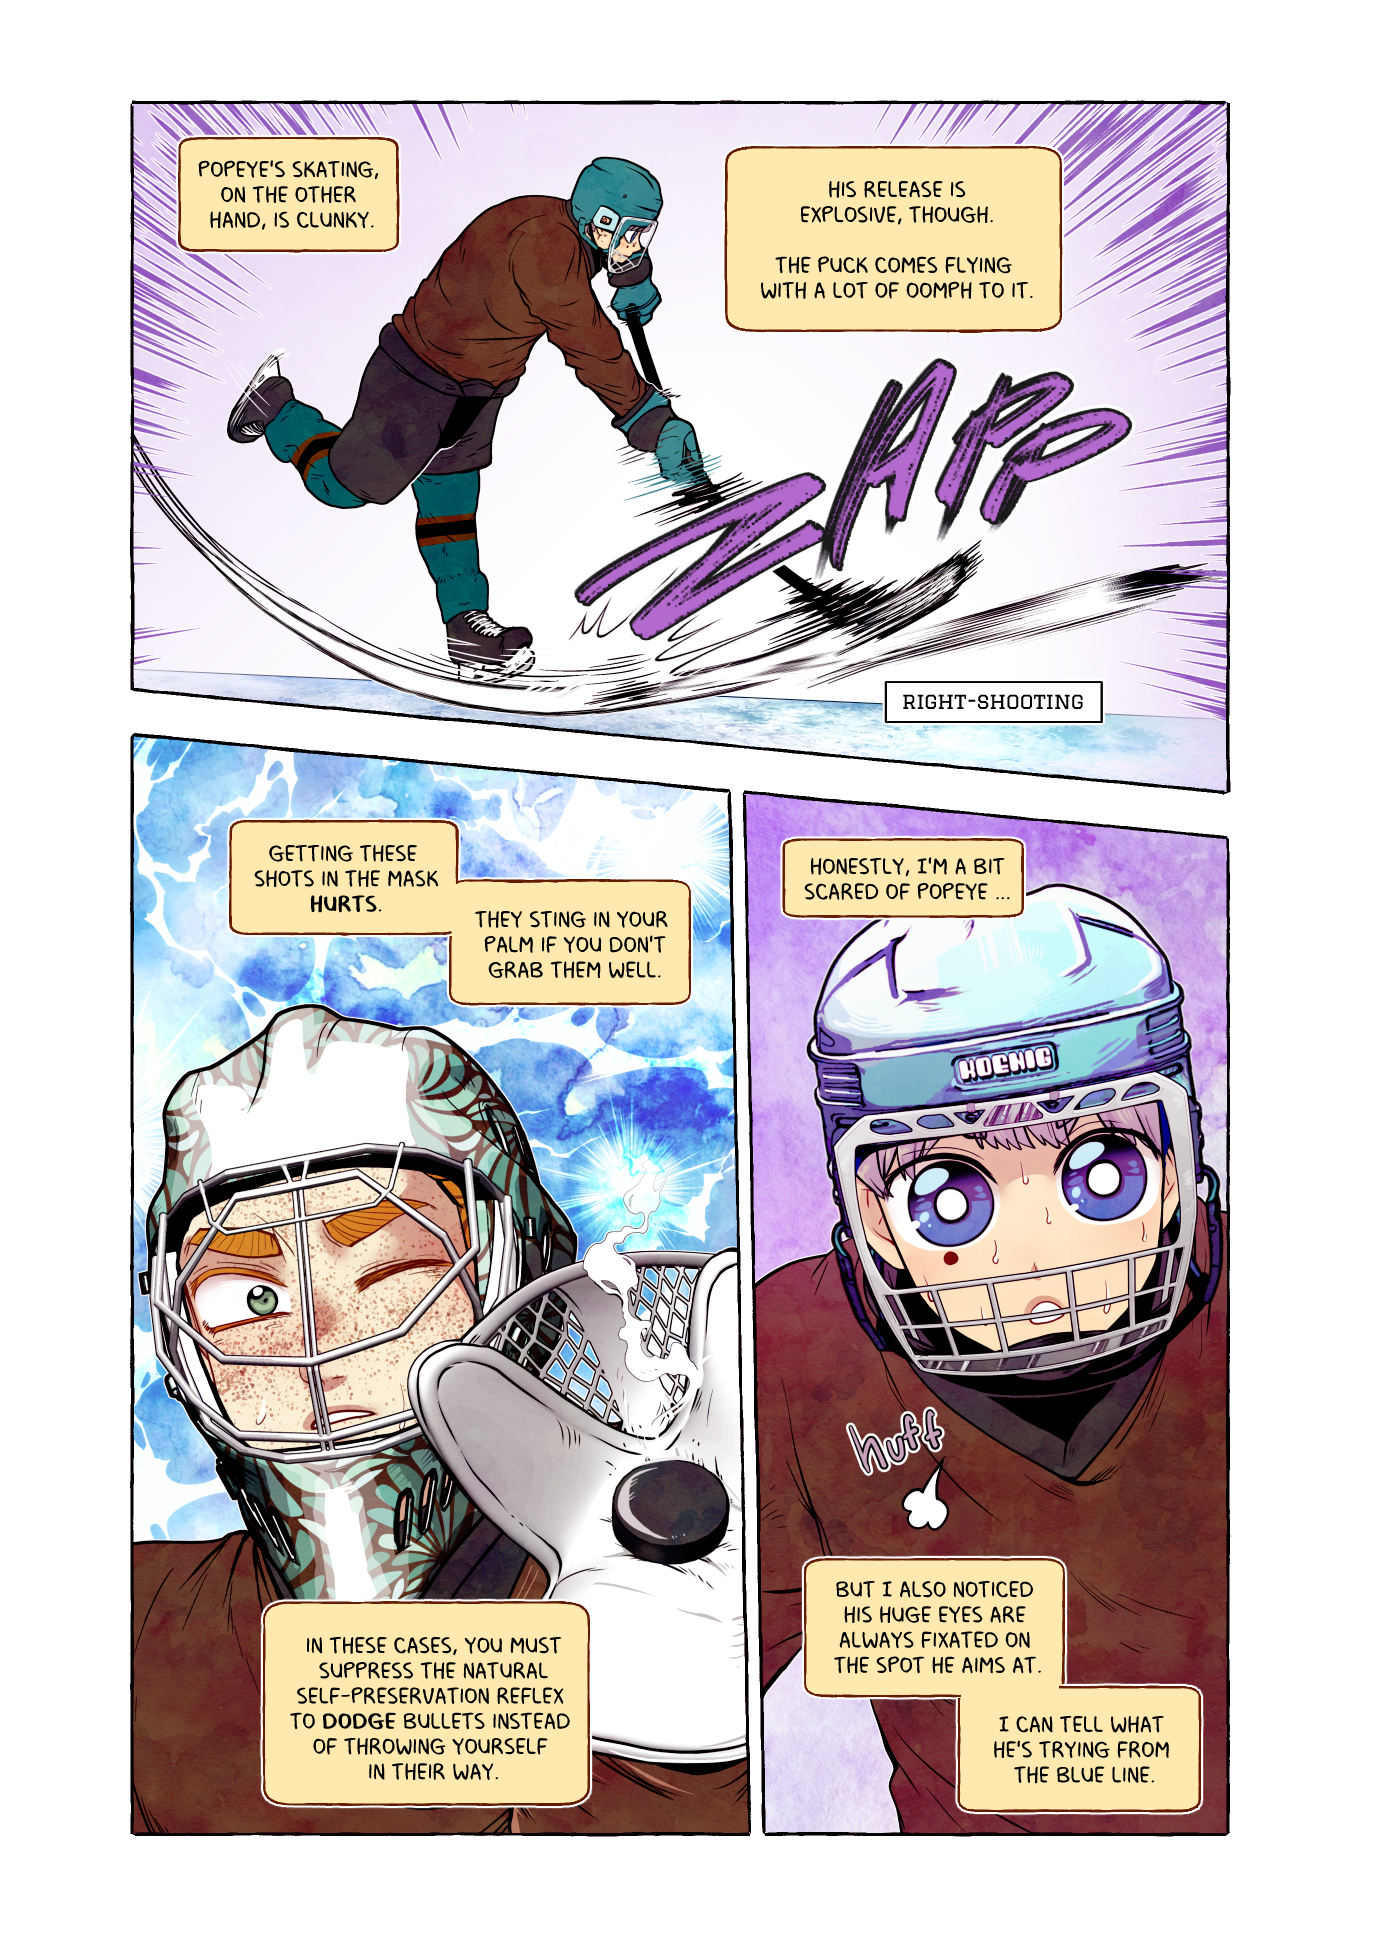 POPEYE'S SKATING,
ON THE OTHER
HAND, IS CLUNKY.
HIS RELEASE IS
EXPLOSIVE, THOUGH.
THE PUCK COMES FLYING
WITH A LOT OF OOMPH TO IT.
ZAPP
RIGHT-SHOOTING
GETTING THESE
SHOTS IN THE MASK
HURTS.
THEY STING IN YOUR
PALM IF YOU DON'T
GRAB THEM WELL.
IN THESE CASES, YOU MUST
SUPPRESS THE NATURAL
SELF-PRESERVATION REFLEX
TO DODGE BULLETS INSTEAD
OF THROWING YOURSELF
IN THEIR WAY.
HONESTLY, I'M A BIT
SCARED OF POPEYE ...
KOENIG
huff
BUT I ALSO NOTICED
HIS HUGE EYES ARE
ALWAYS FIXATED ON
THE SPOT HE AIMS AT.
I CAN TELL WHAT
HE'S TRYING FROM
THE BLUE LINE.